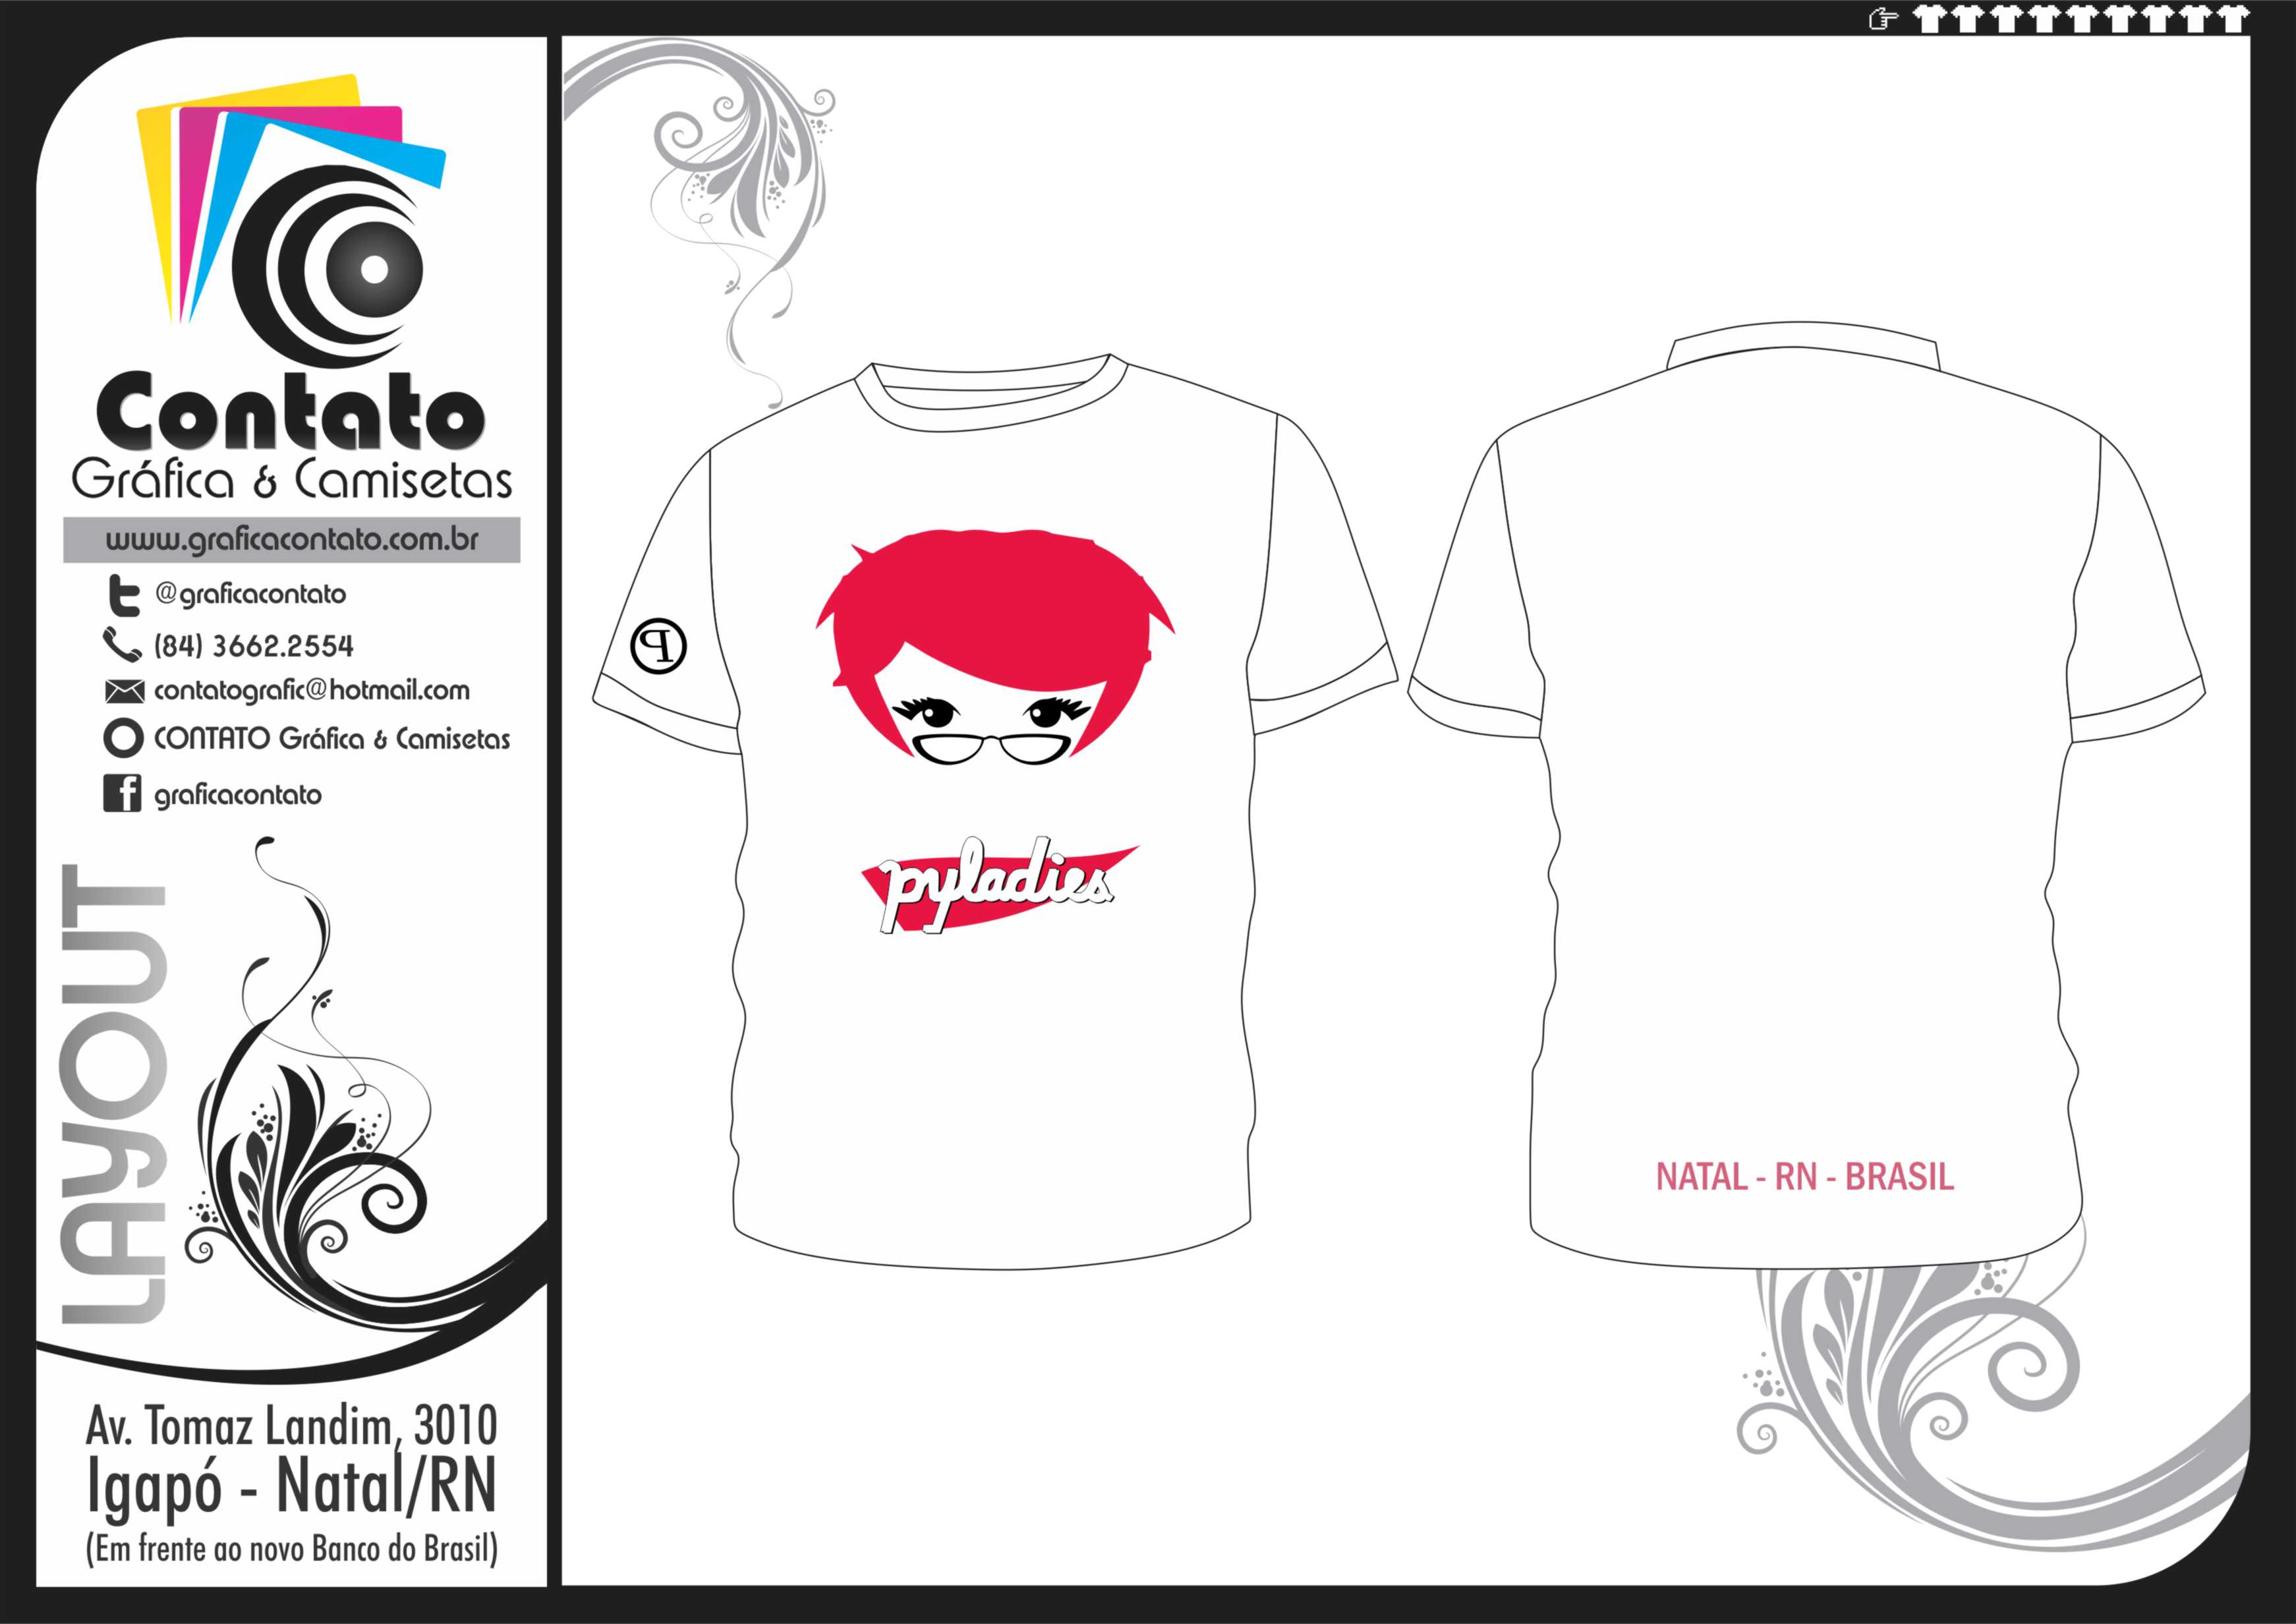 Contato
Gráfica & Camisetas
www.graficacontato.com.br
@graficacontato
(84) 3662.2554
contatografic@hotmail.com
CONTATO Gráfica & Camisetas
f graficacontato
LAYOUT
Av. Tomaz Landim, 3010
Igapó - Natal/RN
(Em frente ao novo Banco do Brasil)
P
pyladies
NATAL - RN - BRASIL